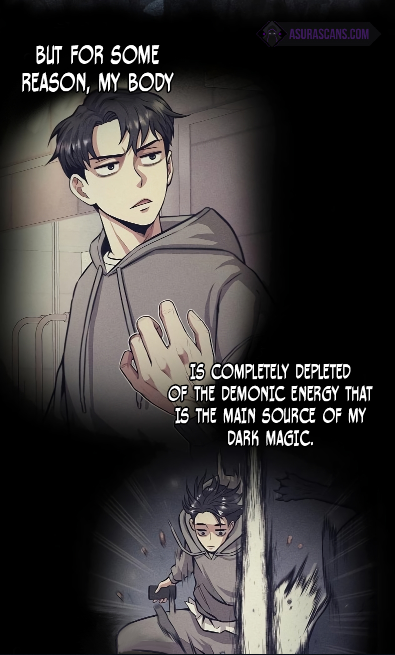 ASURASCANS.COM
BUT FOR SOME
REASON, MY BODY
IS COMPLETELY DEPLETED
OF THE DEMONIC ENERGY THAT
IS THE MAIN SOURCE OF MY
DARK MAGIC.